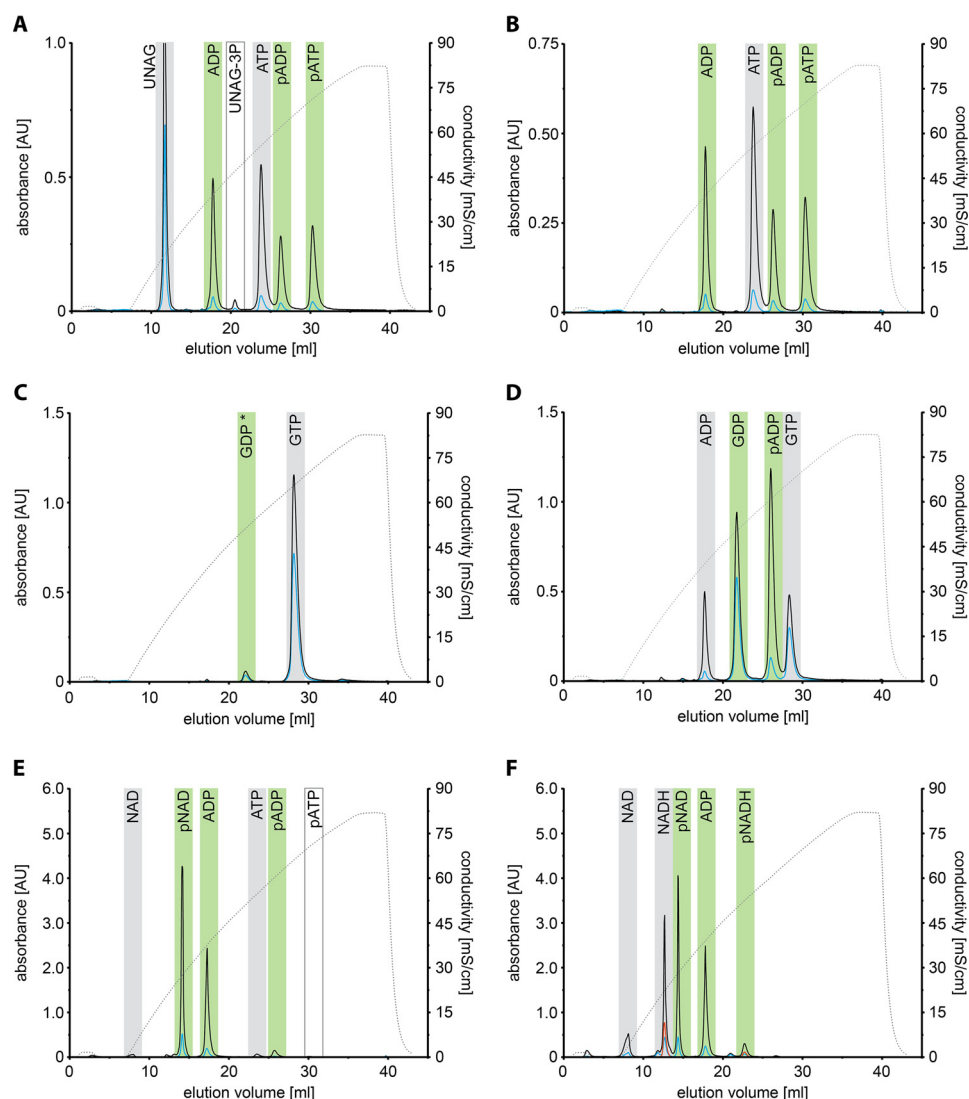 A
1.0
0.5
0
absorbance [AU]
UNAG
ADP
UNAG-3P
ATP
pADP
pATP
90
75
60
45
30
15
0
conductivity [mS/cm]
0 10 20 30 40
elution volume [ml]
B
0.75
0.50
0.25
0
absorbance [AU]
ADP
ATP
pADP
pATP
90
75
60
45
30
15
0
conductivity [mS/cm]
0 10 20 30 40
elution volume [ml]
C
1.5
1.0
0.5
0
absorbance [AU]
GDP *
GTP
90
75
60
45
30
15
0
conductivity [mS/cm]
0 10 20 30 40
elution volume [ml]
D
1.5
1.0
0.5
0
absorbance [AU]
ADP
GDP
pADP
GTP
90
75
60
45
30
15
0
conductivity [mS/cm]
0 10 20 30 40
elution volume [ml]
E
6.0
5.0
4.0
3.0
2.0
1.0
0
absorbance [AU]
NAD
pNAD
ADP
ATP
pADP
pATP
90
75
60
45
30
15
0
conductivity [mS/cm]
0 10 20 30 40
elution volume [ml]
F
6.0
5.0
4.0
3.0
2.0
1.0
0
absorbance [AU]
NAD
NADH
pNAD
ADP
pNADH
90
75
60
45
30
15
0
conductivity [mS/cm]
0 10 20 30 40
elution volume [ml]